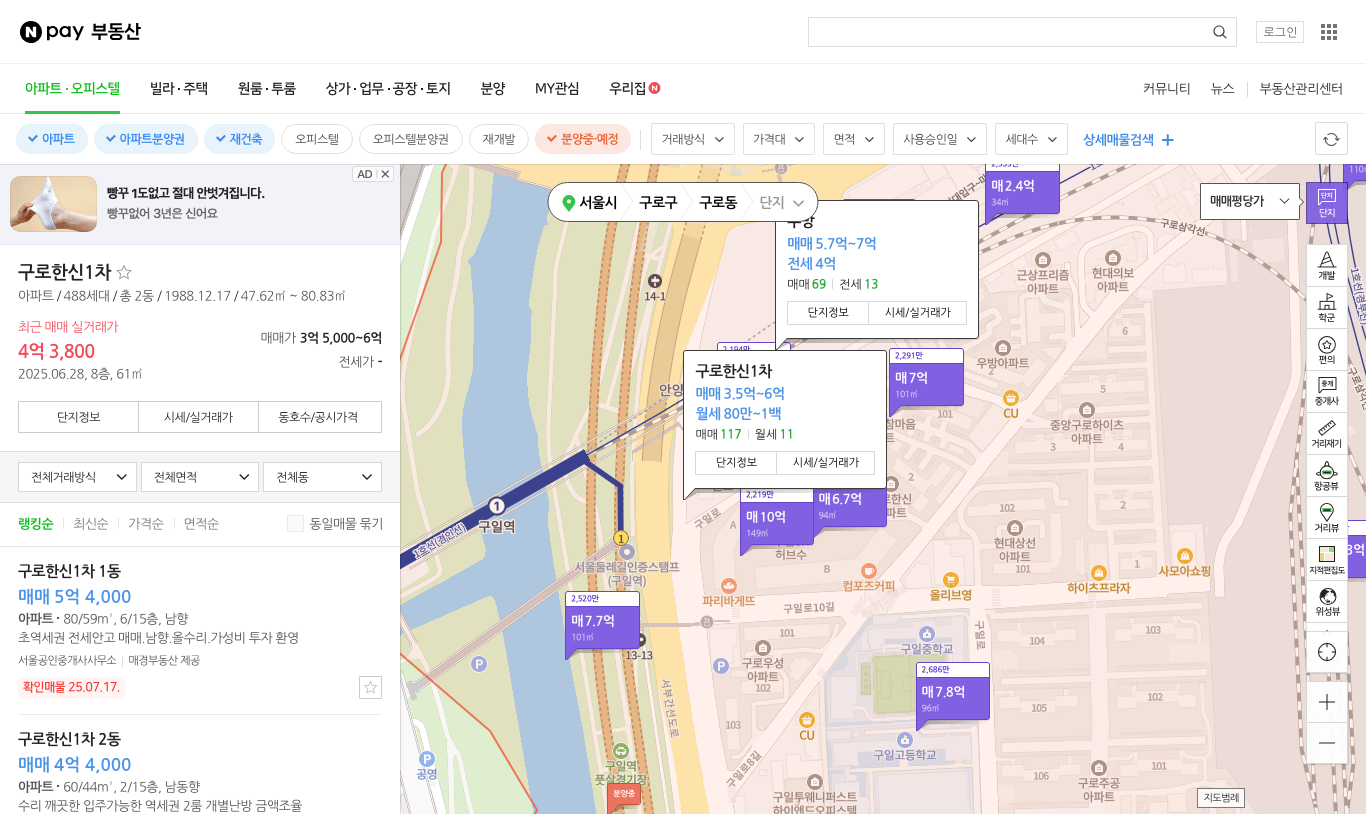 N pay 부동산
로그인
아파트·오피스텔 빌라·주택 원룸·투룸 상가·업무·공장·토지 분양 MY관심 우리집 N
커뮤니티 뉴스 부동산관리센터
아파트 아파트분양권 재건축 오피스텔 오피스텔분양권 재개발 분양중·예정 거래방식 가격대 면적 사용승인일 세대수 상세매물검색
AD
빵꾸 1도없고 절대 안벗겨집니다.
빵꾸없어 3년은 신어요
구로한신1차
아파트 / 488세대 / 총 2동 / 1988.12.17 / 47.62㎡ ~ 80.83㎡
최근 매매 실거래가
4억 3,800
2025.06.28, 8층, 61㎡
매매가 3억 5,000~6억
전세가 -
단지정보 시세/실거래가 동호수/공시가격
전체거래방식 전체면적 전체동
랭킹순 최신순 가격순 면적순 동일매물 묶기
구로한신1차 1동
매매 5억 4,000
아파트 · 80/59㎡, 6/15층, 남향
초역세권 전세안고 매매.남향.올수리.가성비 투자 환영
서울공인중개사사무소 매경부동산 제공
확인매물 25.07.17.
구로한신1차 2동
매매 4억 4,000
아파트 · 60/44㎡, 2/15층, 남동향
수리 깨끗한 입주가능한 역세권 2룸 개별난방 금액조율
서울시 구로구 구로동 단지
매매평당가
단지
단지
매2.4억
34㎡
매매 5.7억~7억
전세 4억
매매 69 전세 13
단지정보 시세/실거래가
구로한신1차
매매 3.5억~6억
월세 80만~1백
매매 117 월세 11
단지정보 시세/실거래가
2,194만
2,291만
매7억
101㎡
2,219만
매10억
149㎡
매6.7억
94㎡
2,520만
매7.7억
101㎡
2,686만
매7.8억
96㎡
분양중
구로삼각선
근상프리즘
아파트
현대의보
아파트
우방아파트
CU
중앙구로하이츠
아파트
6
5
3
4
2
1
101
14-1
안양
1
구일역
1호선(경인선)
1
서울둘레길인증스탬프
(구일역)
구로역
A
B
허브수
102
현대상선
아파트
101
파리바게뜨
컴포즈커피
올리브영
하이츠프라자
사모아쇼핑
구일로10길
구일로
101
구로우성
아파트
102
103
13-13
P
P
P
공영
서부간선도로
구일역
풋살경기장
구일중학교
구일고등학교
CU
구일로8길
구일투웨니퍼스트
하이앤드오피스텔
104
103
105
102
106
101
구로주공
아파트
지도범례
개발
학군
편의
중개
중개사
거리재기
항공뷰
거리뷰
지적편집도
위성뷰